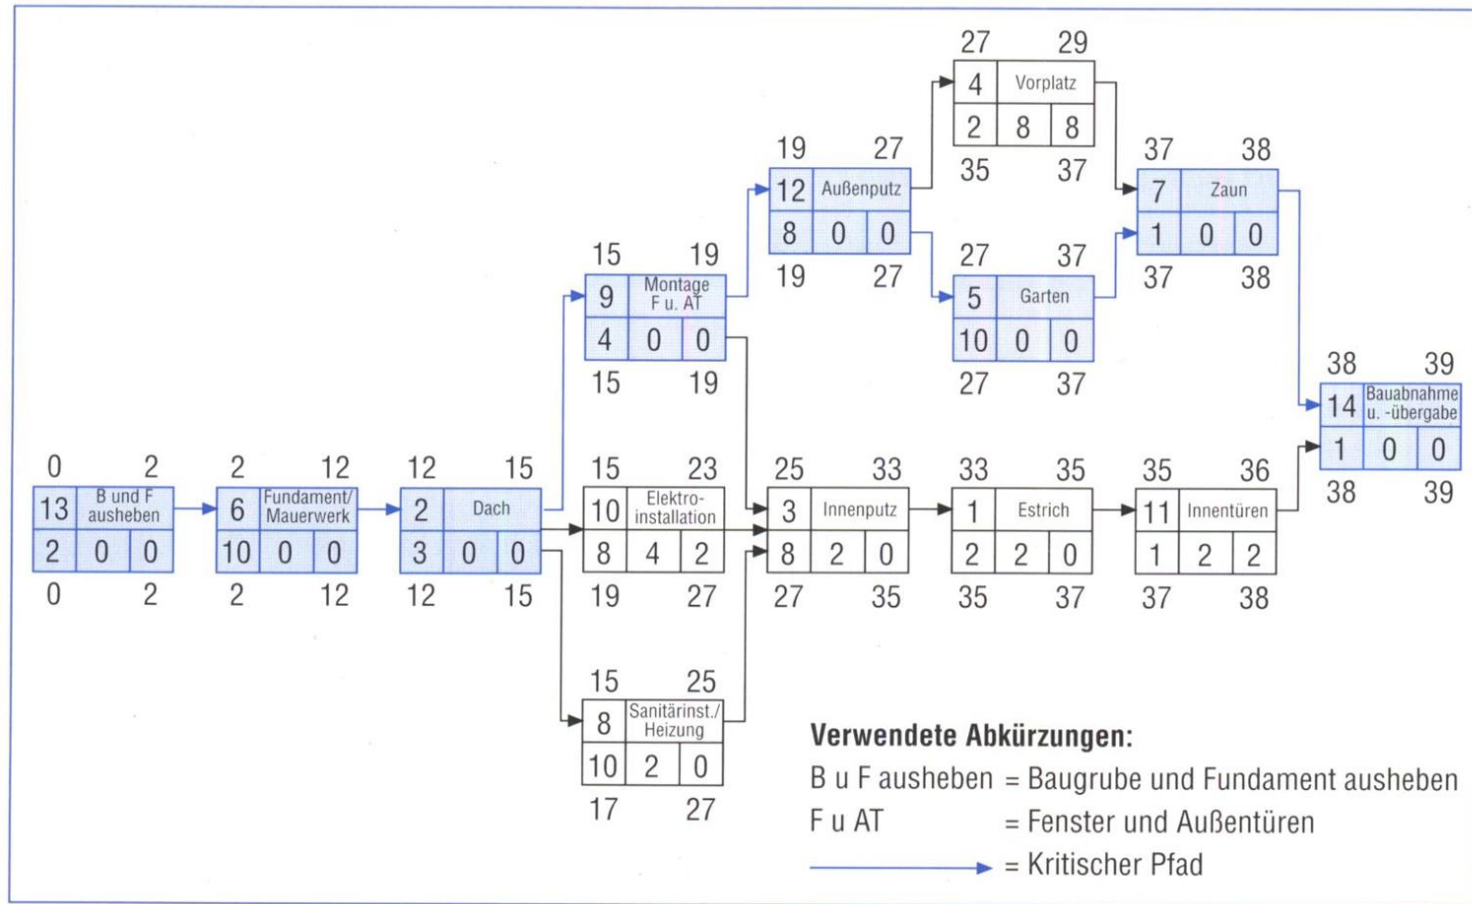 27 29
4 Vorplatz
2 8 8
35 37
19 27
12 Außenputz
8 0 0
19 27
37 38
7 Zaun
1 0 0
37 38
15 19
9 Montage
F u. AT
4 0 0
15 19
27 37
5 Garten
10 0 0
27 37
38 39
14 Bauabnahme
u. -übergabe
1 0 0
38 39
0 2
13 B und F
ausheben
2 0 0
0 2
2 12
6 Fundament/
Mauerwerk
10 0 0
2 12
12 15
2 Dach
3 0 0
12 15
15 23
10 Elektro-
installation
8 4 2
19 27
25 33
3 Innenputz
8 2 0
27 35
33 35
1 Estrich
2 2 0
35 37
35 36
11 Innentüren
1 2 2
37 38
15 25
8 Sanitärinst./
Heizung
10 2 0
17 27
Verwendete Abkürzungen:
B u F ausheben = Baugrube und Fundament ausheben
F u AT = Fenster und Außentüren
= Kritischer Pfad